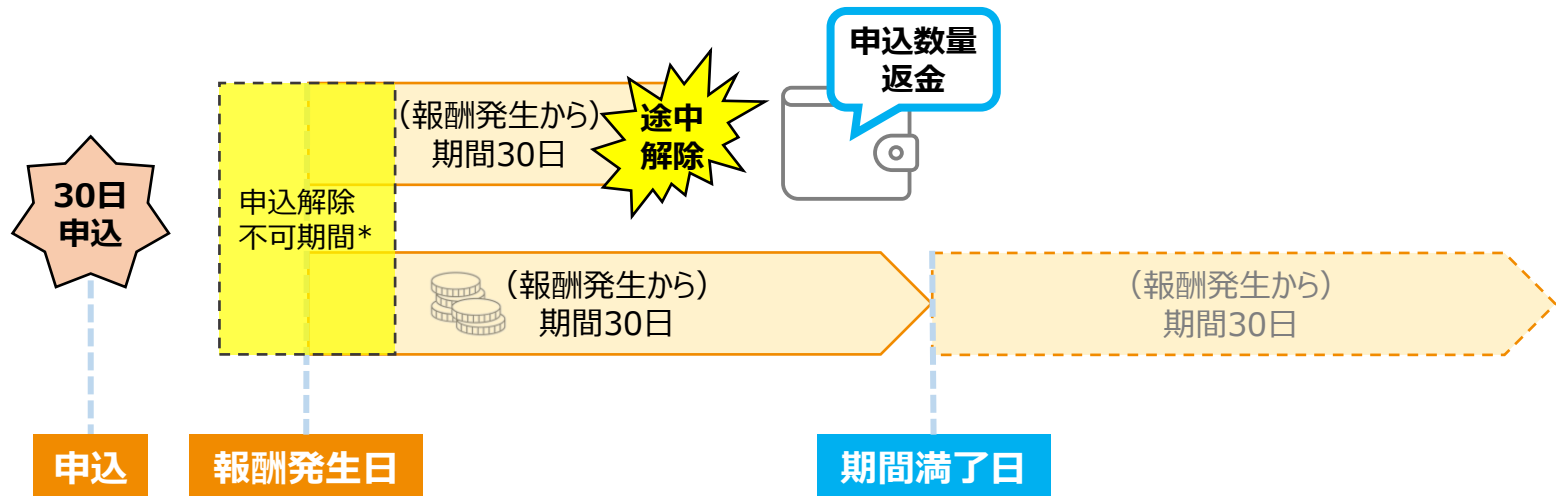 申込数量
返金
(報酬発生から)
期間30日
途中
解除
30日
申込
申込解除
不可期間*
(報酬発生から)
期間30日
(報酬発生から)
期間30日
申込
報酬発生日
期間満了日